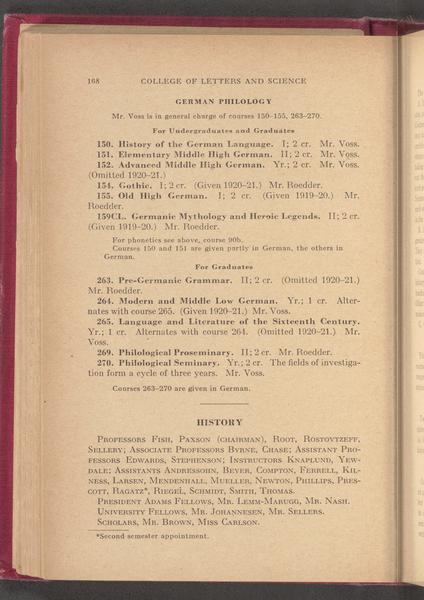 168 COLLEGE OF LETTERS AND SCIENCE
GERMAN PHILOLOGY
Mr. Voss is in general charge of courses 150–155, 263–270.
For Undergraduates and Graduates
150. History of the German Language. I; 2 cr. Mr. Voss.
151. Elementary Middle High German. II; 2 cr. Mr. Voss.
152. Advanced Middle High German. Yr.; 2 cr. Mr. Voss.
(Omitted 1920–21.)
154. Gothic. I; 2 cr. (Given 1920–21.) Mr. Roedder.
155. Old High German. I; 2 cr. (Given 1919–20.) Mr.
Roedder.
159CL. Germanic Mythology and Heroic Legends. II; 2 cr.
(Given 1919–20.) Mr. Roedder.
For phonetics see above, course 90b.
Courses 150 and 151 are given partly in German, the others in
German.
For Graduates
263. Pre-Germanic Grammar. II; 2 cr. (Omitted 1920–21.)
Mr. Roedder.
264. Modern and Middle Low German. Yr.; 1 cr. Alter-
nates with course 265. (Given 1920–21.) Mr. Voss.
265. Language and Literature of the Sixteenth Century.
Yr.; 1 cr. Alternates with course 264. (Omitted 1920–21.) Mr.
Voss.
269. Philological Proseminary. II; 2 cr. Mr. Roedder.
270. Philological Seminary. Yr.; 2 cr. The fields of investiga-
tion form a cycle of three years. Mr. Voss.
Courses 263–270 are given in German.
HISTORY
Professors Fish, Paxson (chairman), Root, Rostovtzeff,
Sellery; Associate Professors Byrne, Chase; Assistant Pro-
fessors Edwards, Stephenson; Instructors Knaplund, Yew-
dale; Assistants Andressohn, Beyer, Compton, Ferrell, Kil-
ness, Larsen, Mendenhall, Mueller, Newton, Phillips, Pres-
cott, Ragatz*, Riegel, Schmidt, Smith, Thomas.
President Adams Fellows, Mr. Lemm-Marugg, Mr. Nash.
University Fellows, Mr. Johannesen, Mr. Sellers.
Scholars, Mr. Brown, Miss Carlson.
*Second semester appointment.